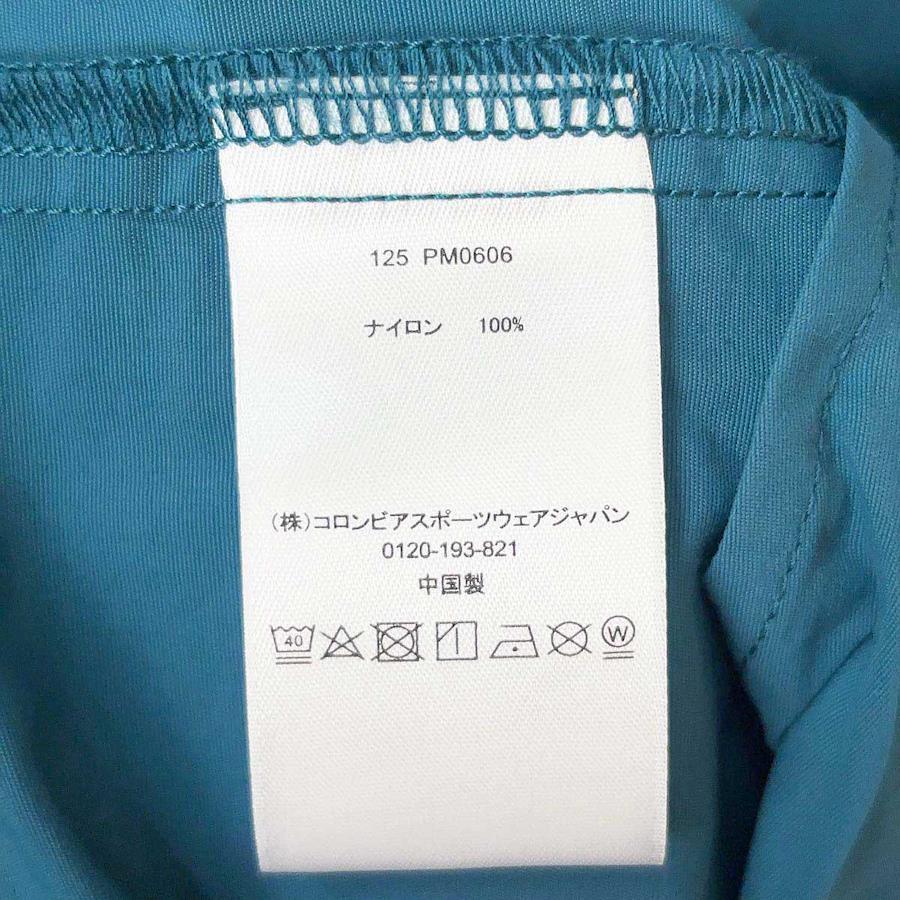 125 PM0606
ナイロン 100%
(株)コロンビアスポーツウェアジャパン
0120-193-821
中国製
40 W